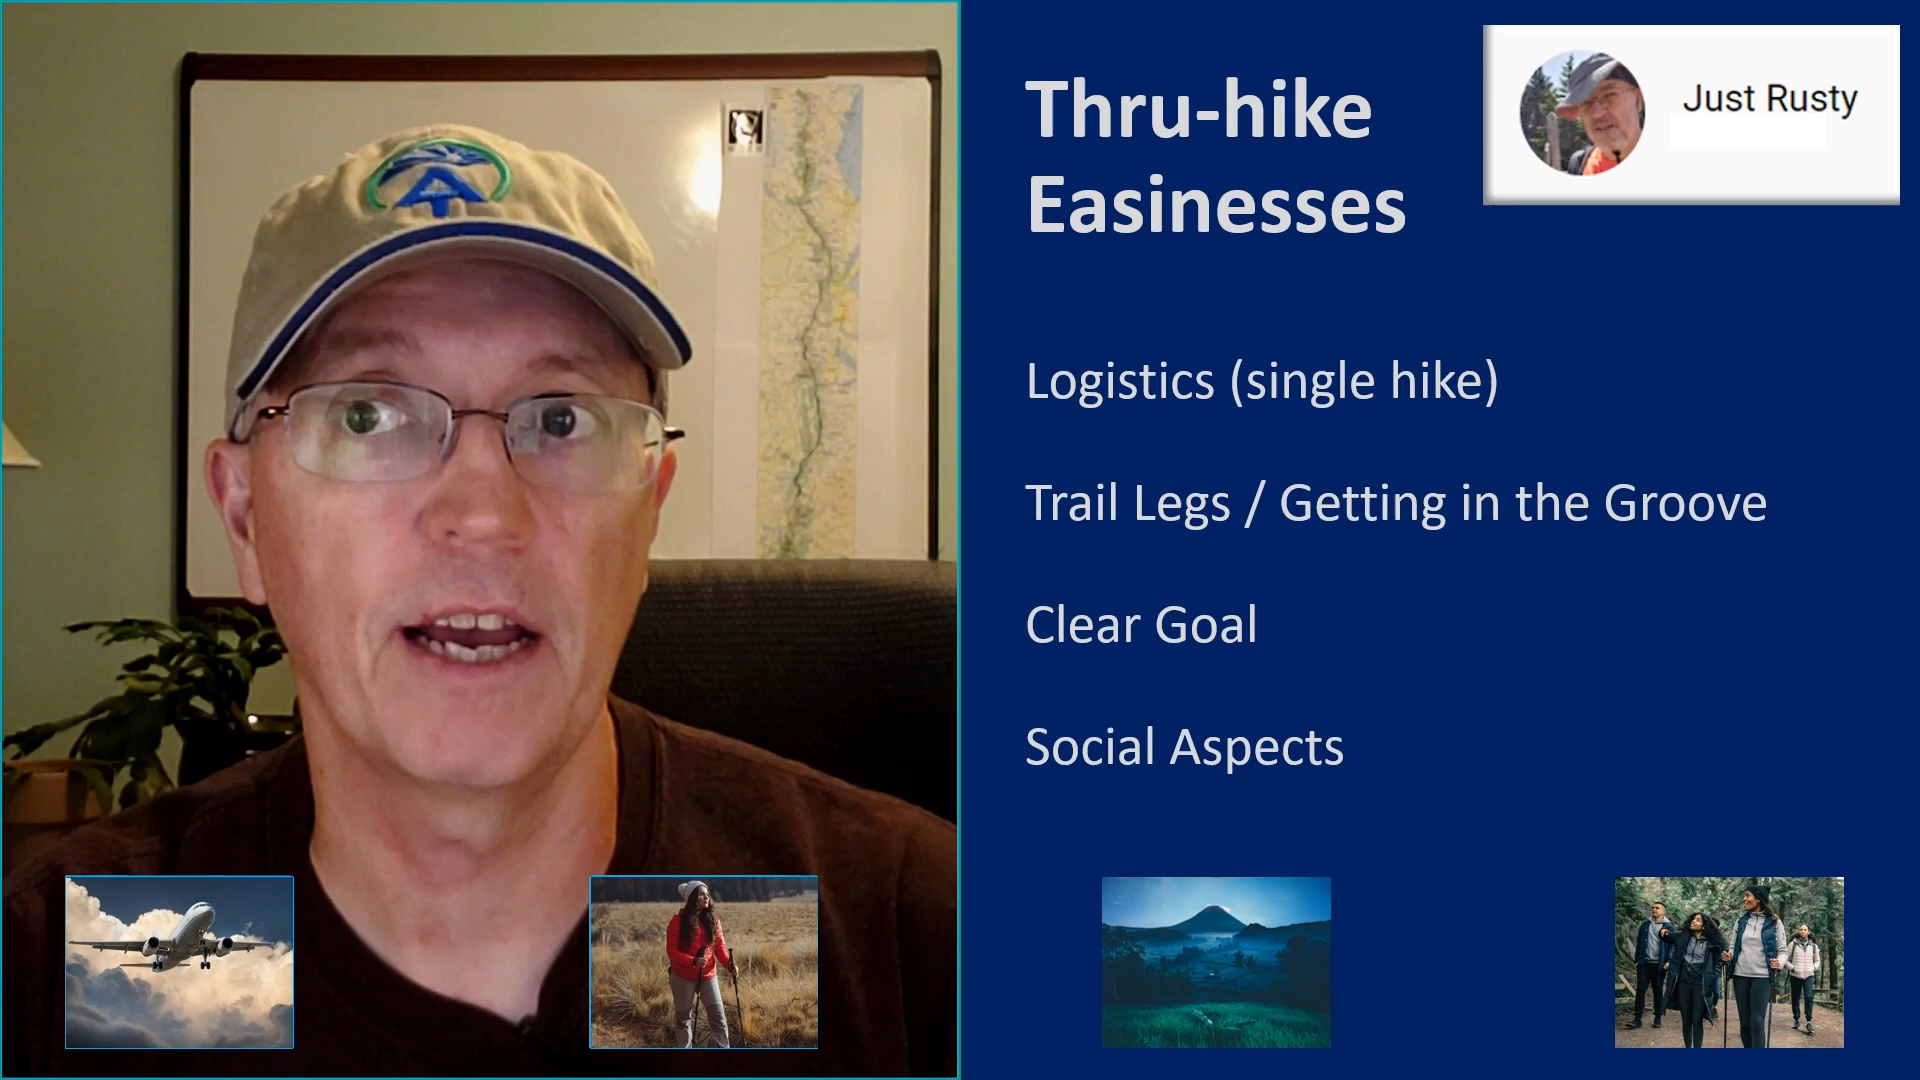 Thru-hike
Easinesses
Just Rusty
Logistics (single hike)
Trail Legs / Getting in the Groove
Clear Goal
Social Aspects